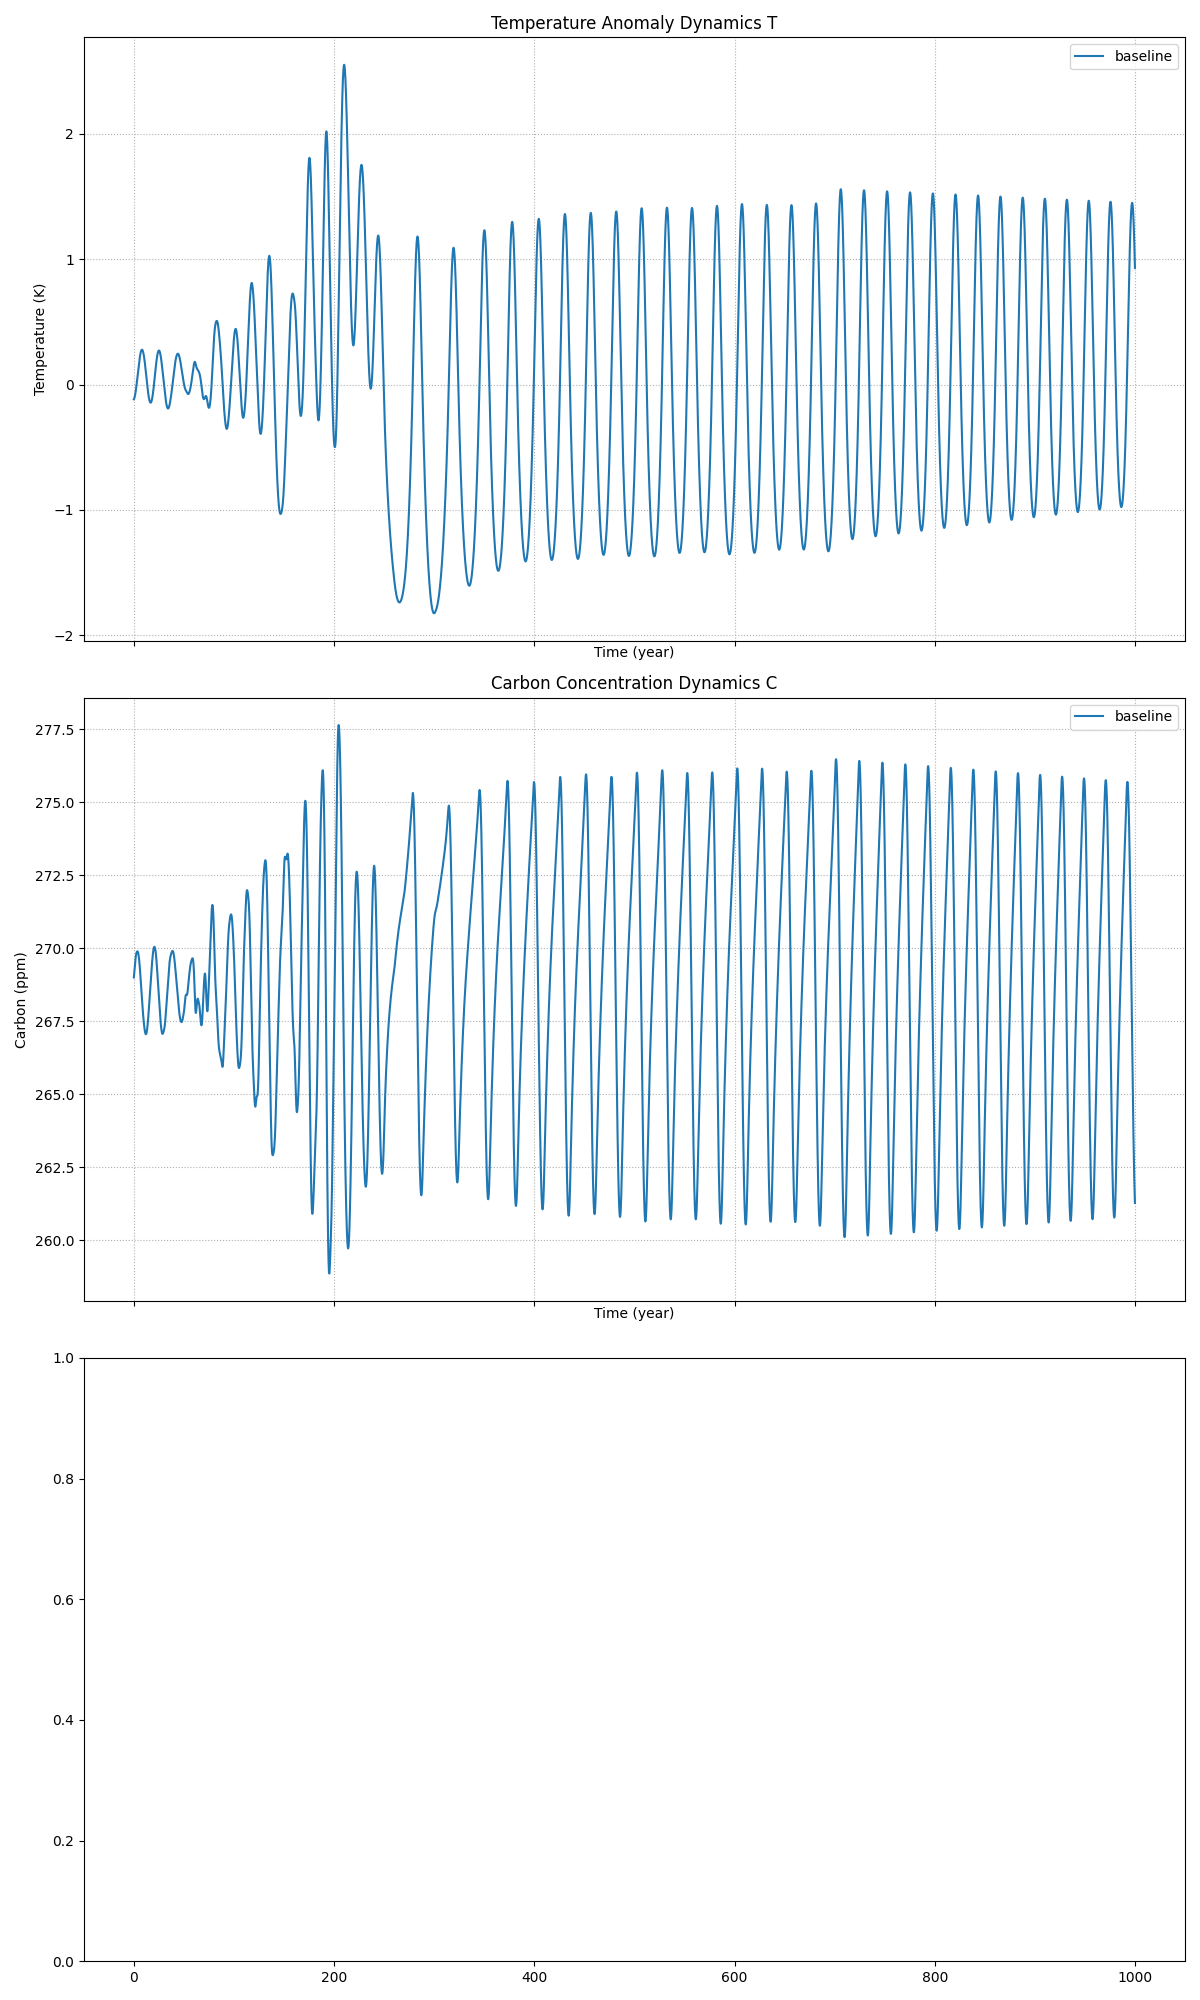 Temperature Anomaly Dynamics T
baseline
Temperature (K)
2
1
0
−1
−2
Time (year)
Carbon Concentration Dynamics C
baseline
Carbon (ppm)
277.5
275.0
272.5
270.0
267.5
265.0
262.5
260.0
Time (year)
1.0
0.8
0.6
0.4
0.2
0.0
0 200 400 600 800 1000